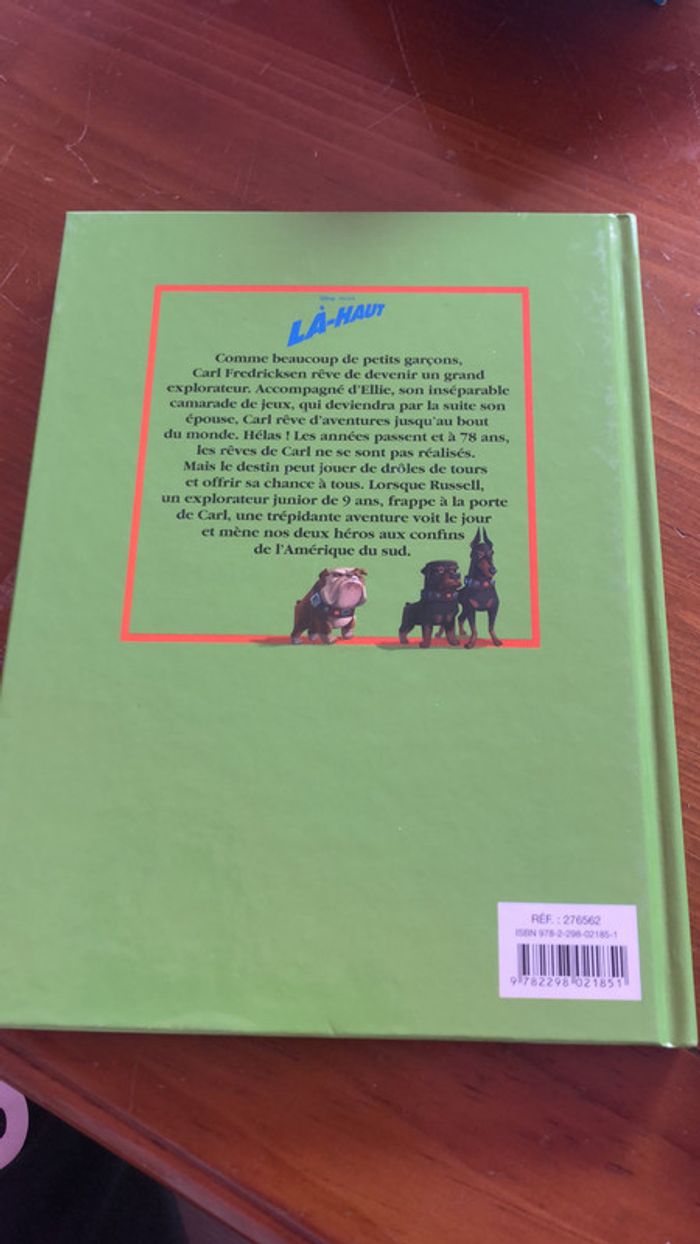 Disney PIXAR
LÀ-HAUT
Comme beaucoup de petits garçons,
Carl Fredricksen rêve de devenir un grand
explorateur. Accompagné d'Ellie, son inséparable
camarade de jeux, qui deviendra par la suite son
épouse, Carl rêve d'aventures jusqu'au bout
du monde. Hélas ! Les années passent et à 78 ans,
les rêves de Carl ne se sont pas réalisés.
Mais le destin peut jouer de drôles de tours
et offrir sa chance à tous. Lorsque Russell,
un explorateur junior de 9 ans, frappe à la porte
de Carl, une trépidante aventure voit le jour
et mène nos deux héros aux confins
de l'Amérique du sud.
RÉF. : 276562
ISBN 978-2-298-02185-1
9 782298 021851